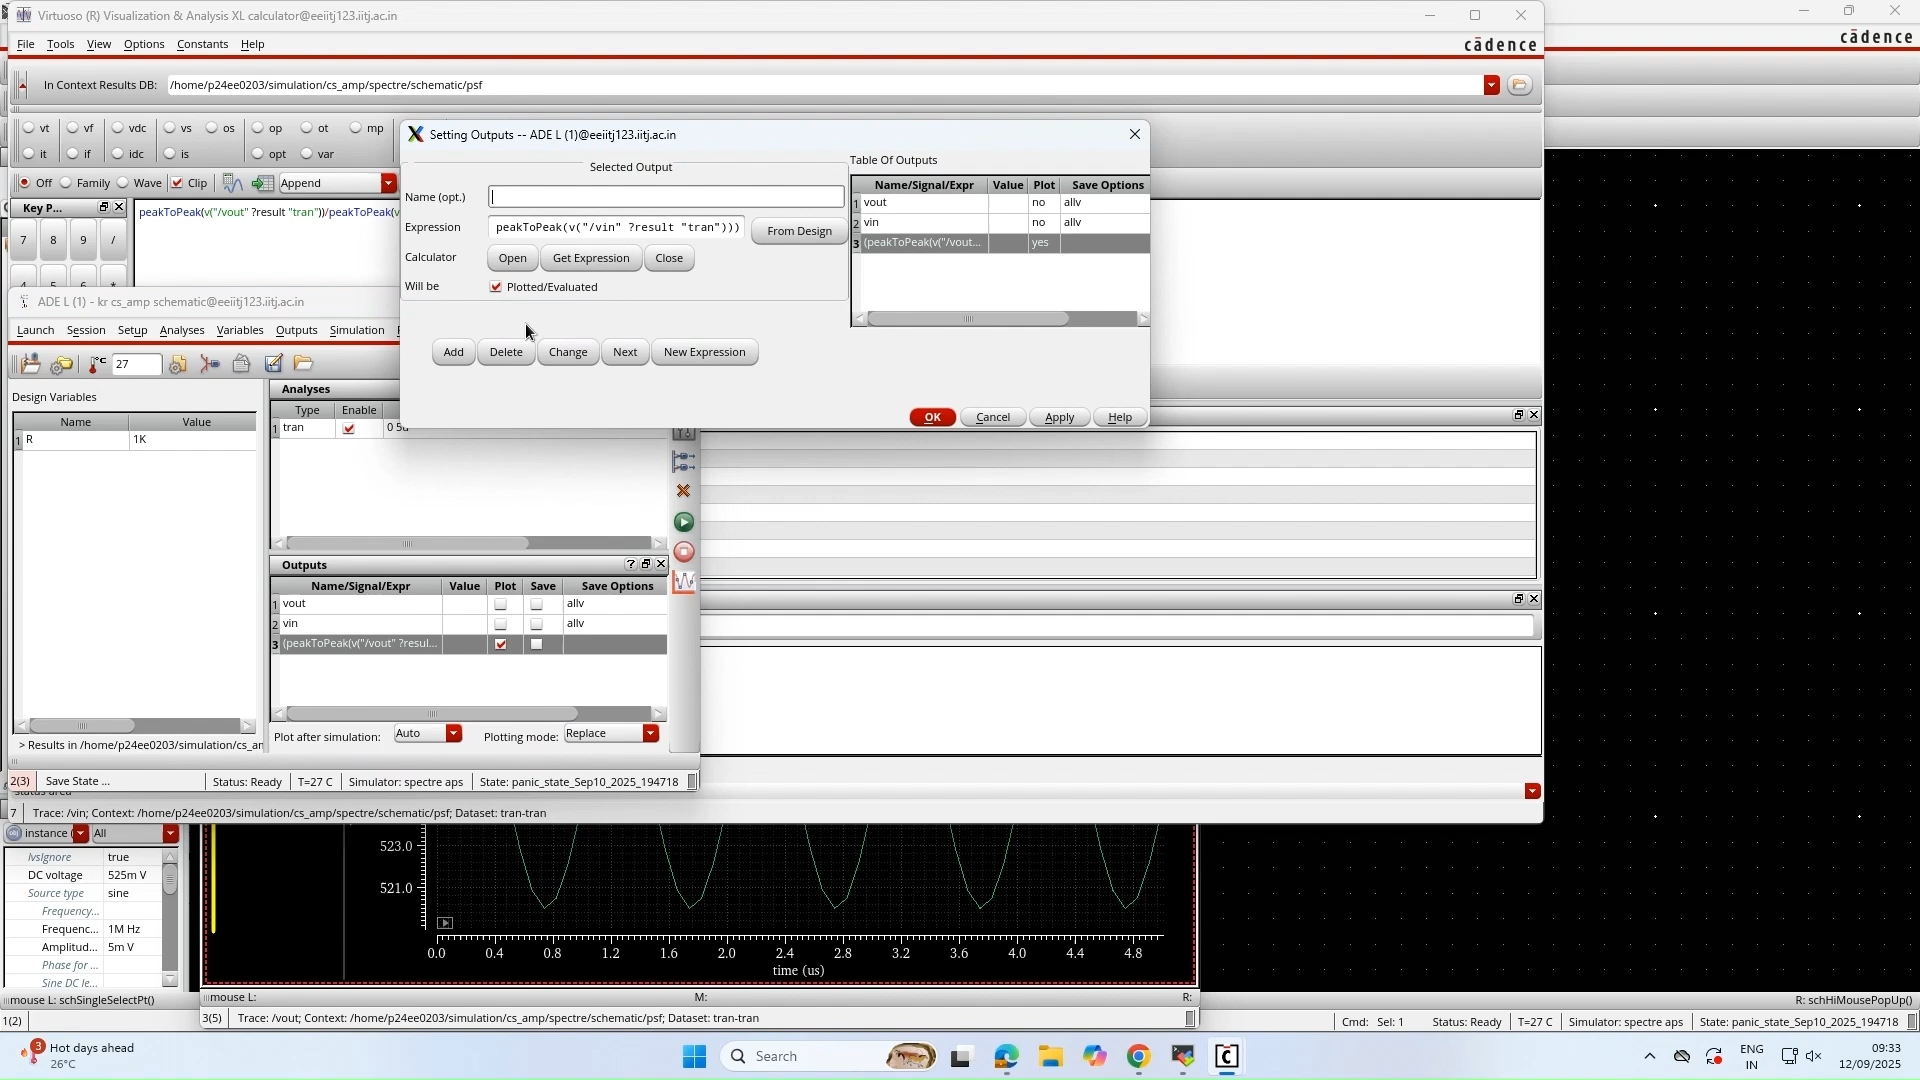 Virtuoso (R) Visualization & Analysis XL calculator@eeiitj123.iitj.ac.in
File Tools View Options Constants Help
cādence
cādence
In Context Results DB: /home/p24ee0203/simulation/cs_amp/spectre/schematic/psf
vt vf vdc vs os op ot mp
it if idc is opt var
Off Family Wave Clip Append
Key P...
7 8 9 /
4 5 6 *
peakToPeak(v("/vout" ?result "tran"))/peakToPeak(v
Setting Outputs -- ADE L (1)@eeiitj123.iitj.ac.in
Selected Output
Name (opt.)
Expression peakToPeak(v("/vin" ?result "tran"))) From Design
Calculator Open Get Expression Close
Will be Plotted/Evaluated
Add Delete Change Next New Expression
Table Of Outputs
Name/Signal/Expr Value Plot Save Options
1 vout no allv
2 vin no allv
3 (peakToPeak(v("/vout... yes
OK Cancel Apply Help
ADE L (1) - kr cs_amp schematic@eeiitj123.iitj.ac.in
Launch Session Setup Analyses Variables Outputs Simulation
27
Design Variables
Name Value
1 R 1K
Analyses
Type Enable
1 tran 0 5u
Outputs
Name/Signal/Expr Value Plot Save Save Options
1 vout allv
2 vin allv
3 (peakToPeak(v("/vout" ?resul...
Plot after simulation: Auto Plotting mode: Replace
> Results in /home/p24ee0203/simulation/cs_am
2(3) Save State ... Status: Ready T=27 C Simulator: spectre aps State: panic_state_Sep10_2025_194718
status area
7 Trace: /vin; Context: /home/p24ee0203/simulation/cs_amp/spectre/schematic/psf; Dataset: tran-tran
instance ( All
lvsIgnore true
DC voltage 525m V
Source type sine
Frequency...
Frequenc... 1M Hz
Amplitud... 5m V
Phase for ...
Sine DC le...
523.0
521.0
0.0 0.4 0.8 1.2 1.6 2.0 2.4 2.8 3.2 3.6 4.0 4.4 4.8
time (us)
mouse L: schSingleSelectPt()
mouse L: M: R:
R: schHiMousePopUp()
1(2)
3(5) Trace: /vout; Context: /home/p24ee0203/simulation/cs_amp/spectre/schematic/psf; Dataset: tran-tran
Cmd: Sel: 1 Status: Ready T=27 C Simulator: spectre aps State: panic_state_Sep10_2025_194718
3
Hot days ahead
26°C
Search
ENG
IN
09:33
12/09/2025